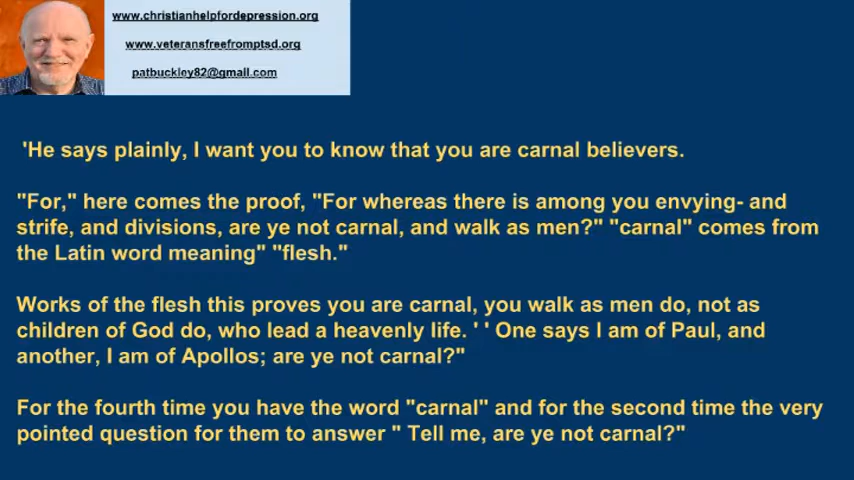 www.christianhelpfordepression.org
www.veteransfreefromptsd.org
patbuckley82@gmall.com
'He says plainly, I want you to know that you are carnal believers.
"For," here comes the proof, "For whereas there is among you envying- and
strife, and divisions, are ye not carnal, and walk as men?" "carnal" comes from
the Latin word meaning" "flesh."
Works of the flesh this proves you are carnal, you walk as men do, not as
children of God do, who lead a heavenly life. ' ' One says I am of Paul, and
another, I am of Apollos; are ye not carnal?"
For the fourth time you have the word "carnal" and for the second time the very
pointed question for them to answer " Tell me, are ye not carnal?"